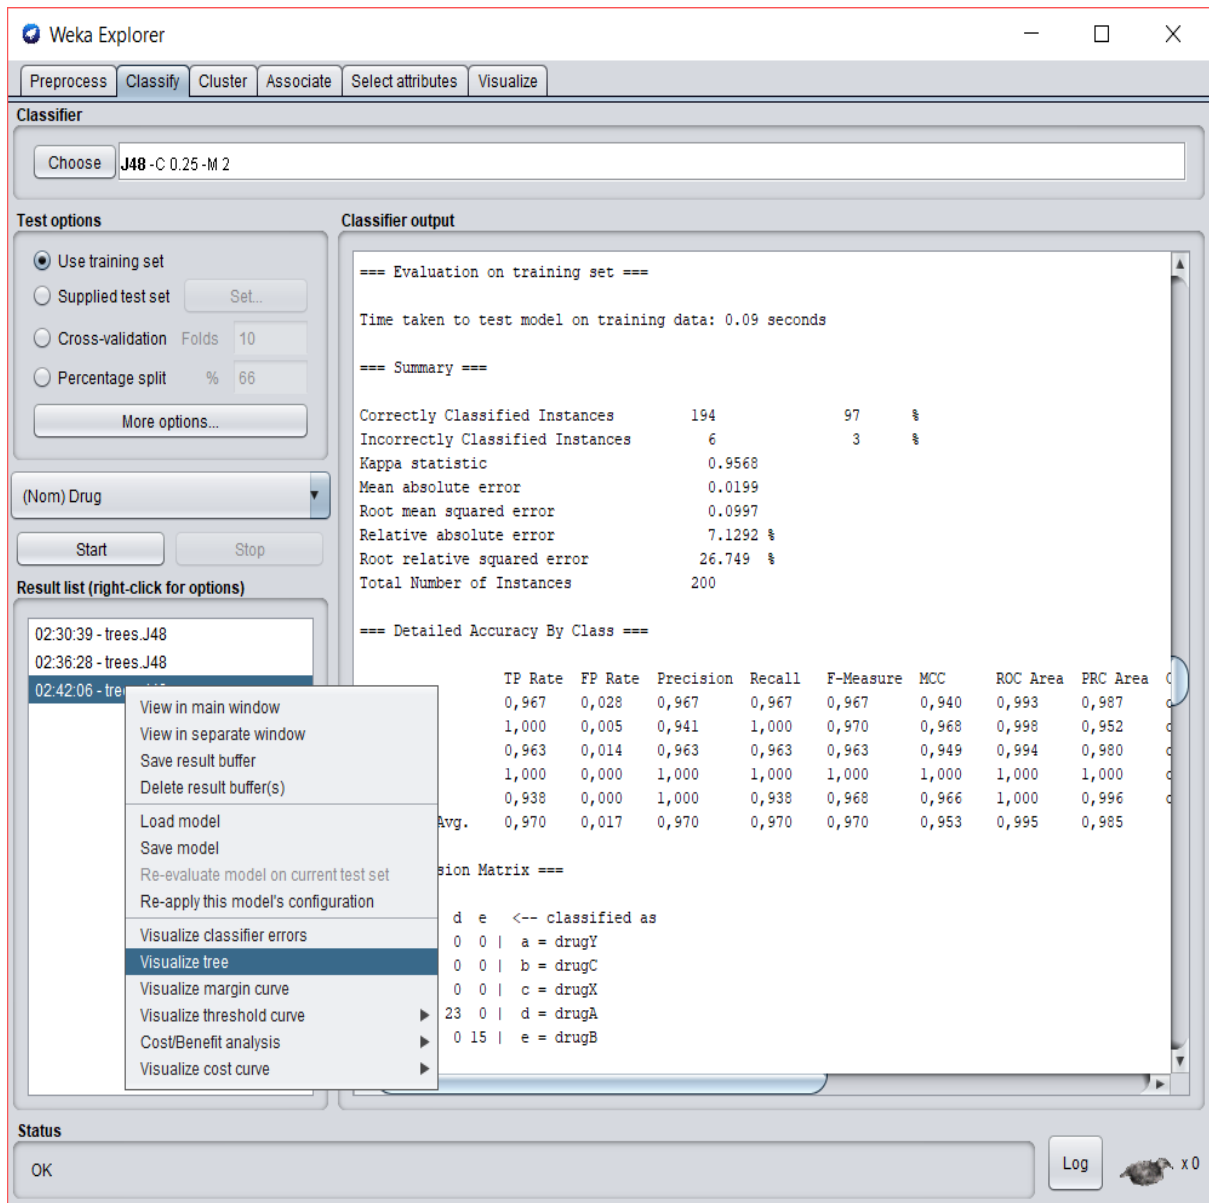 Weka Explorer
Preprocess Classify Cluster Associate Select attributes Visualize
Classifier
Choose J48 -C 0.25 -M 2
Test options
Use training set
Supplied test set Set...
Cross-validation Folds 10
Percentage split % 66
More options...
(Nom) Drug
Start Stop
Result list (right-click for options)
02:30:39 - trees.J48
02:36:28 - trees.J48
02:42:06 -
View in main window
View in separate window
Save result buffer
Delete result buffer(s)
Load model
Save model
Re-evaluate model on current test set
Re-apply this model's configuration
Visualize classifier errors
Visualize tree
Visualize margin curve
Visualize threshold curve
Cost/Benefit analysis
Visualize cost curve
Classifier output
=== Evaluation on training set ===
Time taken to test model on training data: 0.09 seconds
=== Summary ===
Correctly Classified Instances 194 97 %
Incorrectly Classified Instances 6 3 %
Kappa statistic 0.9568
Mean absolute error 0.0199
Root mean squared error 0.0997
Relative absolute error 7.1292 %
Root relative squared error 26.749 %
Total Number of Instances 200
=== Detailed Accuracy By Class ===
TP Rate FP Rate Precision Recall F-Measure MCC ROC Area PRC Area
0,967 0,028 0,967 0,967 0,967 0,940 0,993 0,987
1,000 0,005 0,941 1,000 0,970 0,968 0,998 0,952
0,963 0,014 0,963 0,963 0,963 0,949 0,994 0,980
1,000 0,000 1,000 1,000 1,000 1,000 1,000 1,000
0,938 0,000 1,000 0,938 0,968 0,966 1,000 0,996
Avg. 0,970 0,017 0,970 0,970 0,970 0,953 0,995 0,985
sion Matrix ===
d e <-- classified as
0 0 | a = drugY
0 0 | b = drugC
0 0 | c = drugX
23 0 | d = drugA
0 15 | e = drugB
Status
OK
Log x 0